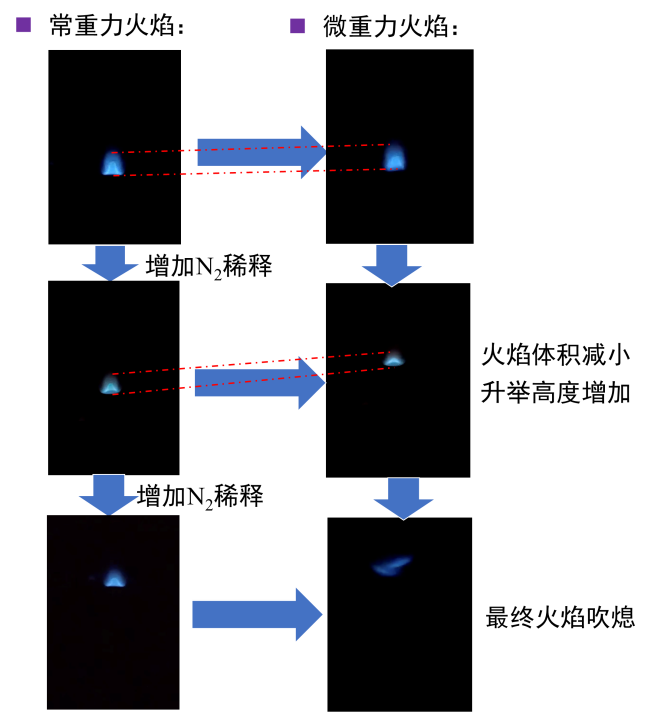 常重力火焰：
微重力火焰：
增加N₂稀释
火焰体积减小
升举高度增加
增加N₂稀释
最终火焰吹熄